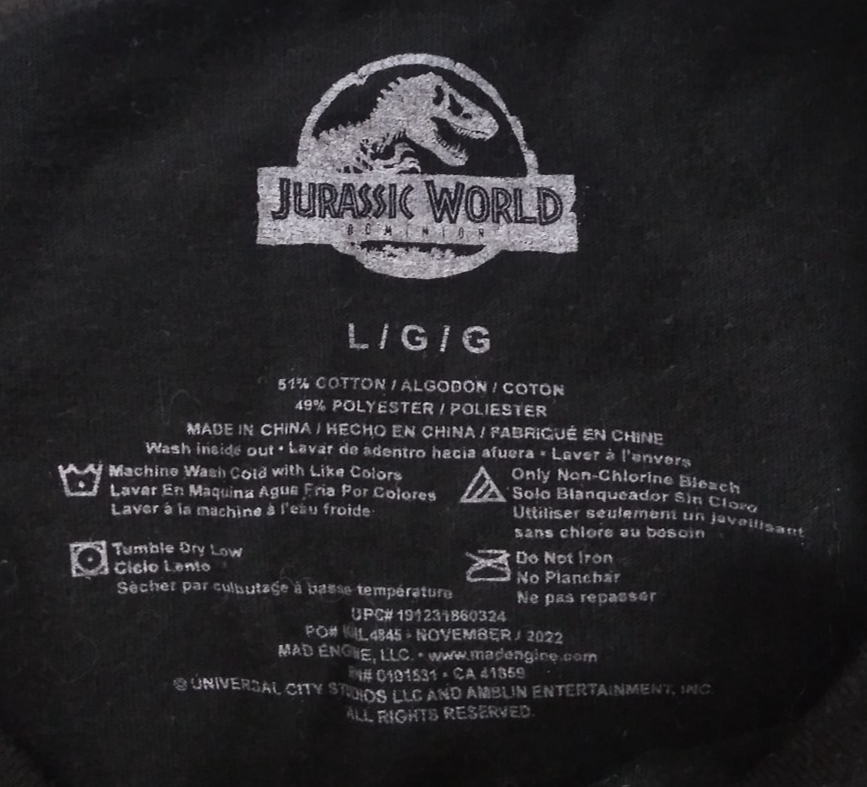 JURASSIC WORLD
DOMINION
L / G / G
51% COTTON / ALGODON / COTON
49% POLYESTER / POLIESTER
MADE IN CHINA / HECHO EN CHINA / FABRIQUÉ EN CHINE
Wash inside out • Lavar de adentro hacia afuera • Laver à l'envers
Machine Wash Cold with Like Colors
Lavar En Maquina Agua Fria Por Colores
Laver à la machine à l'eau froide
Only Non-Chlorine Bleach
Solo Blanqueador Sin Cloro
Uttiliser seulement un javellisant
sans chlore au besoin
Tumble Dry Low
Ciclo Lento
Sècher par culbutage à basse température
Do Not Iron
No Planchar
Ne pas repasser
UPC# 191231860324
PO# 4845 - NOVEMBER / 2022
MAD ENGINE, LLC. • www.madengine.com
0101531 - CA 41859
© UNIVERSAL CITY STUDIOS LLC AND AMBLIN ENTERTAINMENT, INC.
ALL RIGHTS RESERVED.